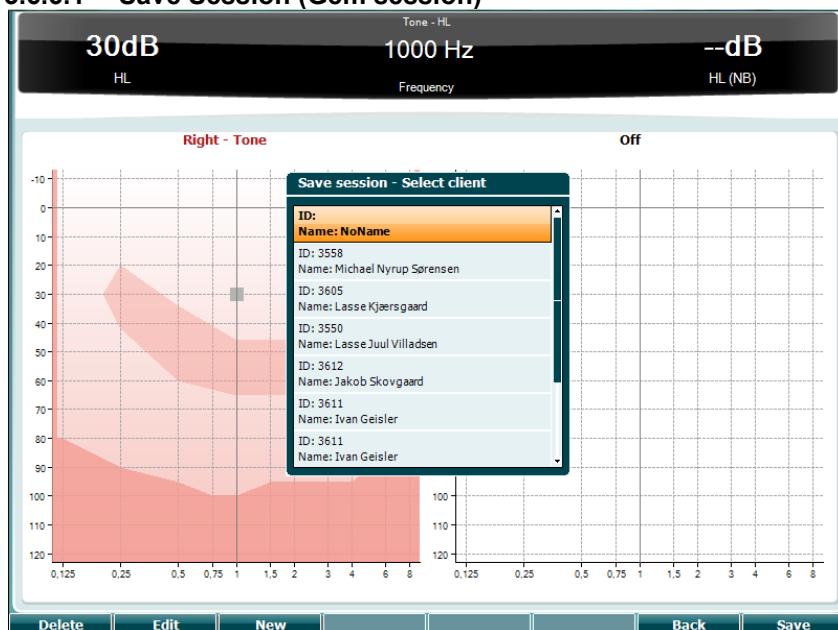 Save Session (Gem session)
Tone - HL
30dB
1000 Hz
--dB
HL
Frequency
HL (NB)
Right - Tone
Off
Save session - Select client
ID:
Name: NoName
ID: 3558
Name: Michael Nyrup Sørensen
ID: 3605
Name: Lasse Kjærsgaard
ID: 3550
Name: Lasse Juul Villadsen
ID: 3612
Name: Jakob Skovgaard
ID: 3611
Name: Ivan Geisler
ID: 3611
Name: Ivan Geisler
-10
0
10
20
30
40
50
60
70
80
90
100
110
120
0,125 0,25 0,5 0,75 1 1,5 2 3 4 6 8
100
110
120
0,125 0,25 0,5 0,75 1 1,5 2 3 4 6 8
Delete Edit New Back Save